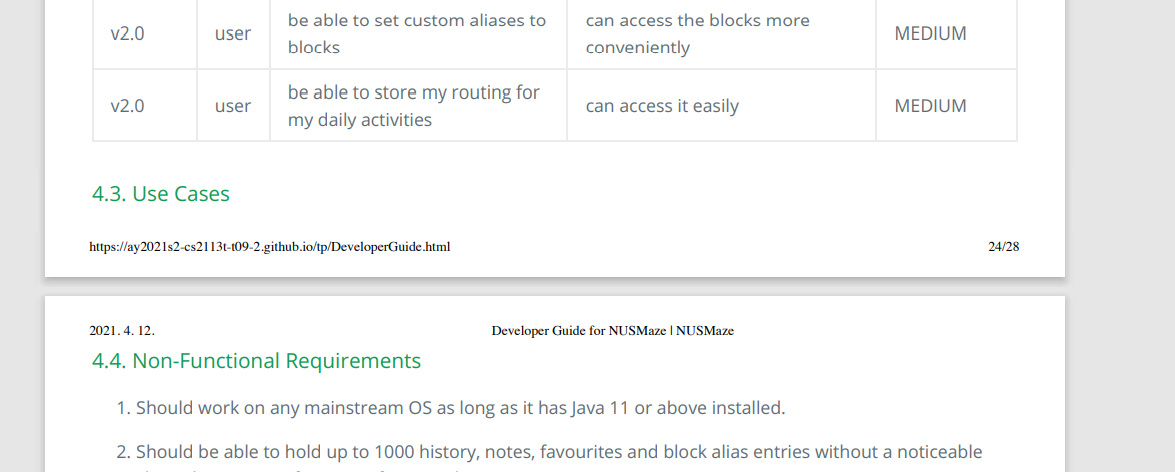 v2.0 user be able to set custom aliases to blocks can access the blocks more conveniently MEDIUM
v2.0 user be able to store my routing for my daily activities can access it easily MEDIUM
4.3. Use Cases
https://ay2021s2-cs2113t-t09-2.github.io/tp/DeveloperGuide.html 24/28
2021. 4. 12. Developer Guide for NUSMaze | NUSMaze
4.4. Non-Functional Requirements
1. Should work on any mainstream OS as long as it has Java 11 or above installed.
2. Should be able to hold up to 1000 history, notes, favourites and block alias entries without a noticeable